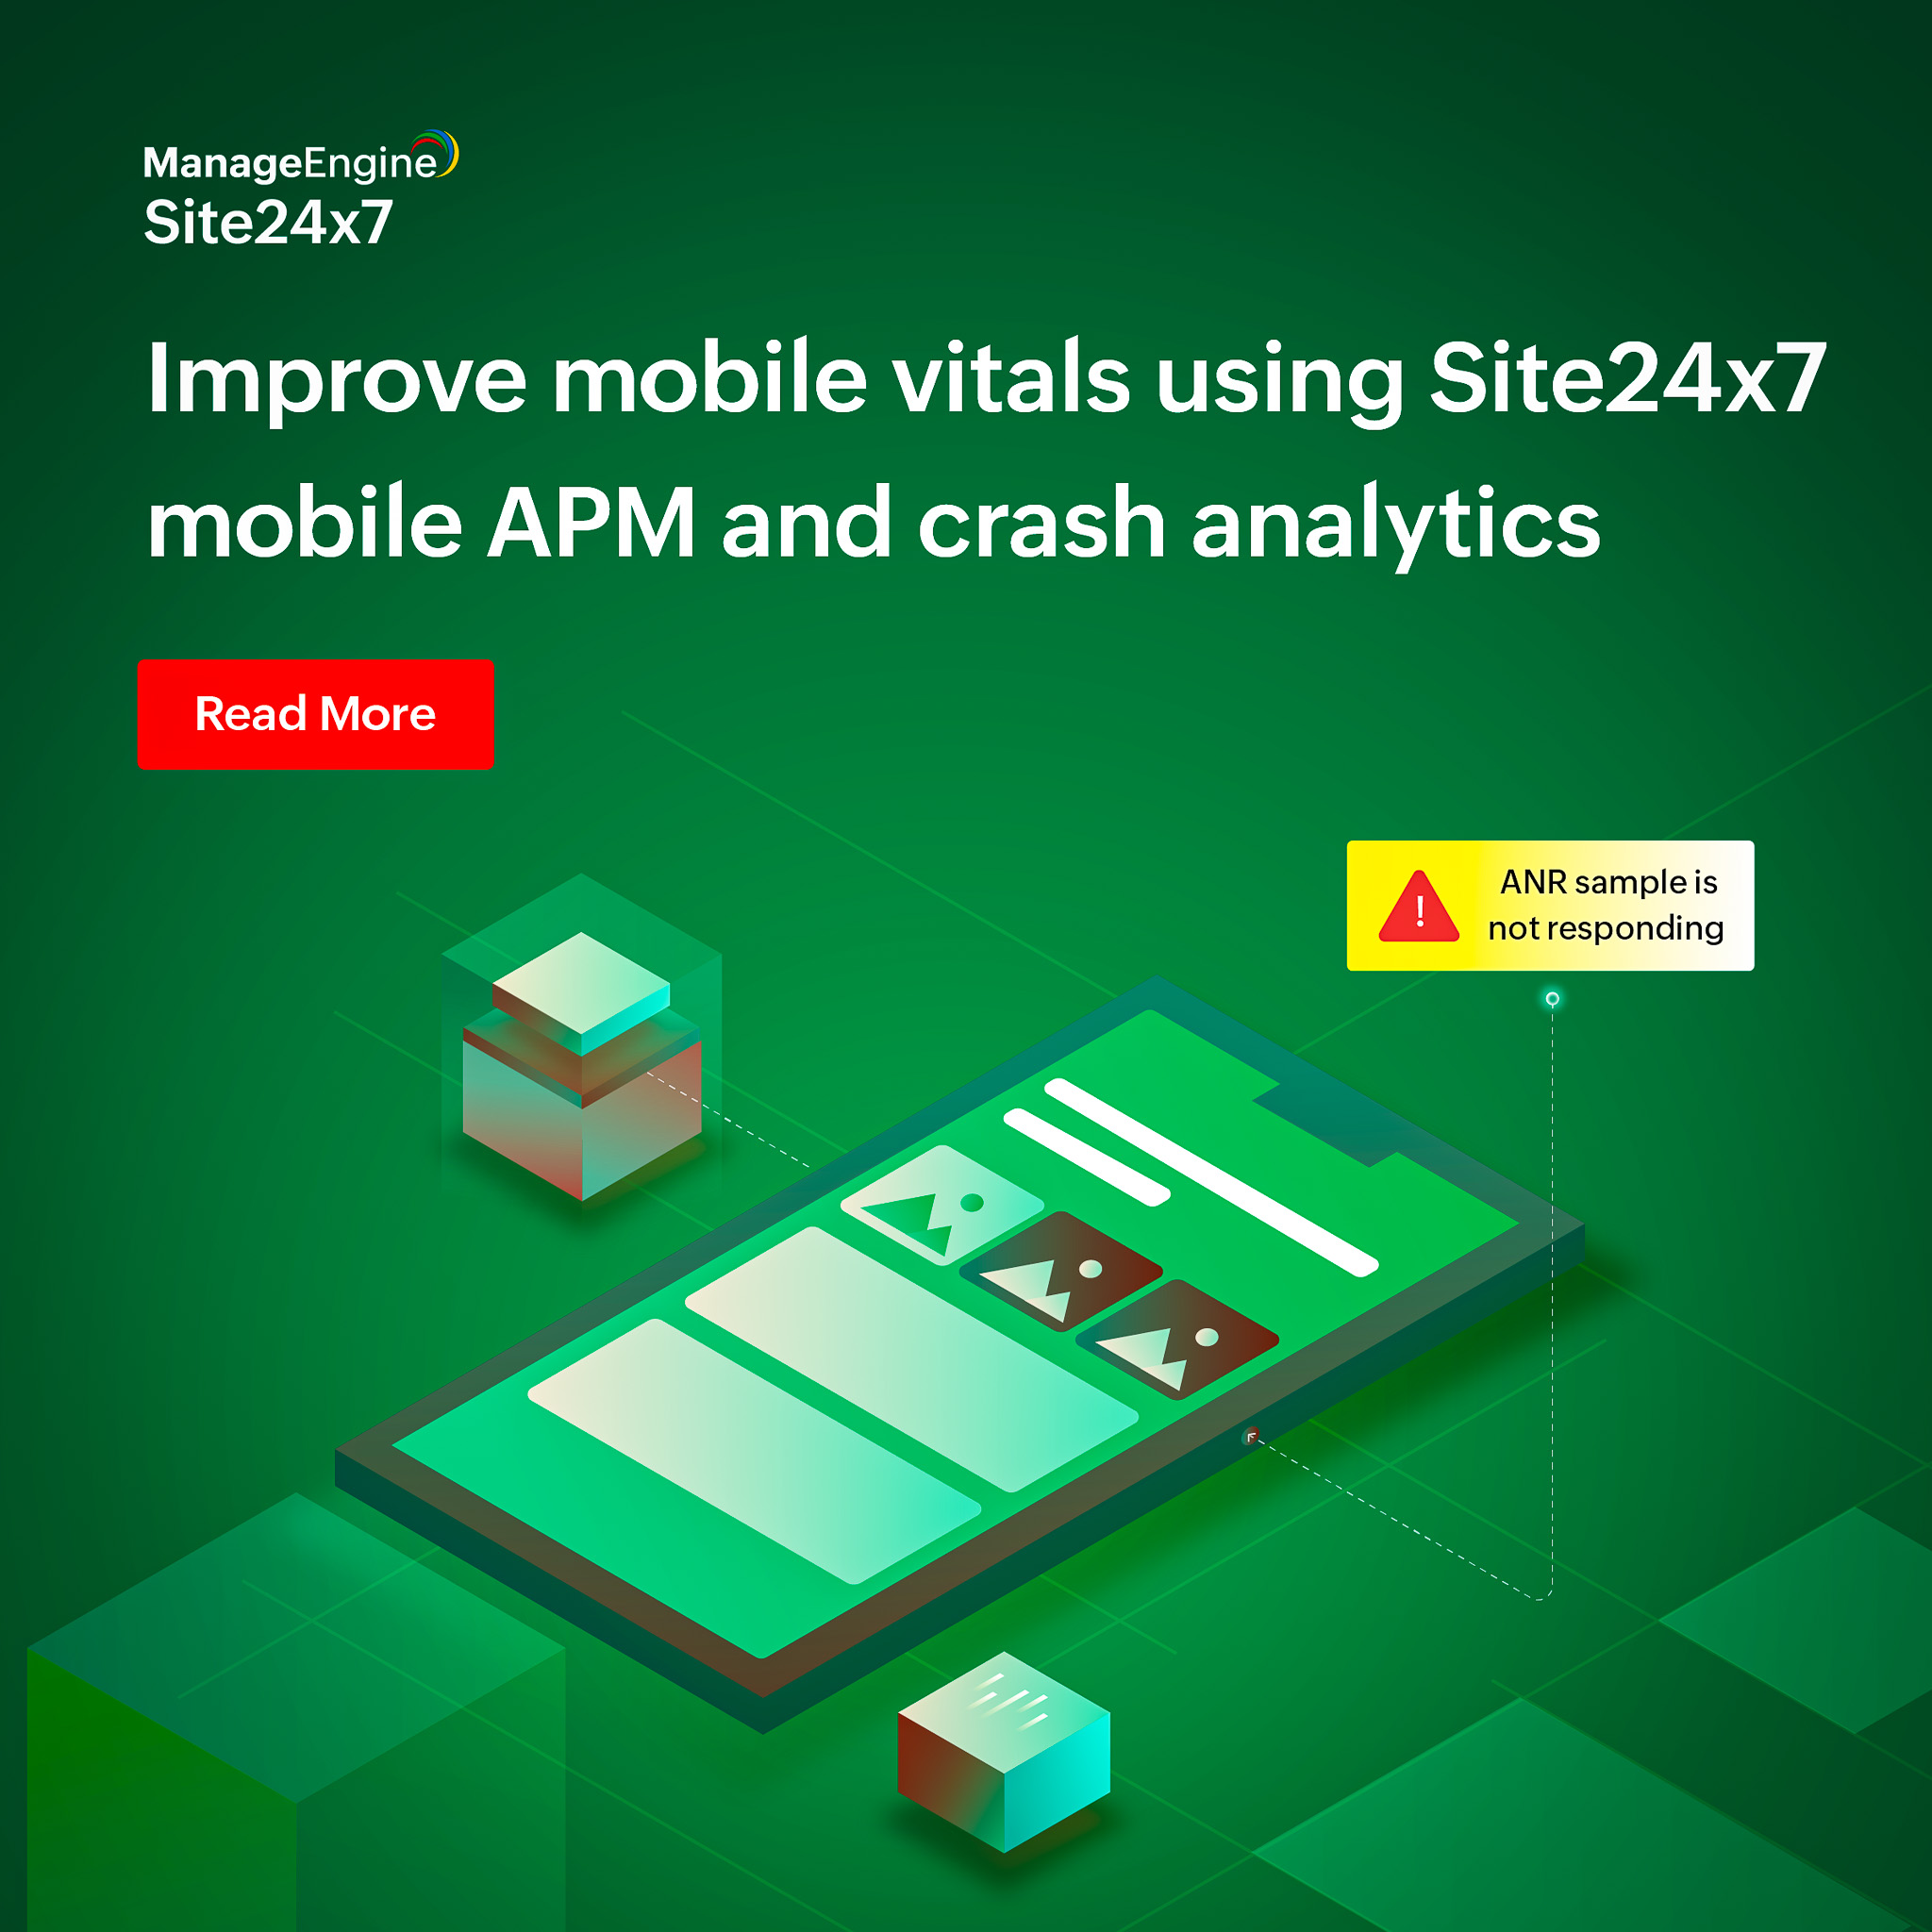 ManageEngine
Site24x7
Improve mobile vitals using Site24x7
mobile APM and crash analytics
Read More
ANR sample is
not responding